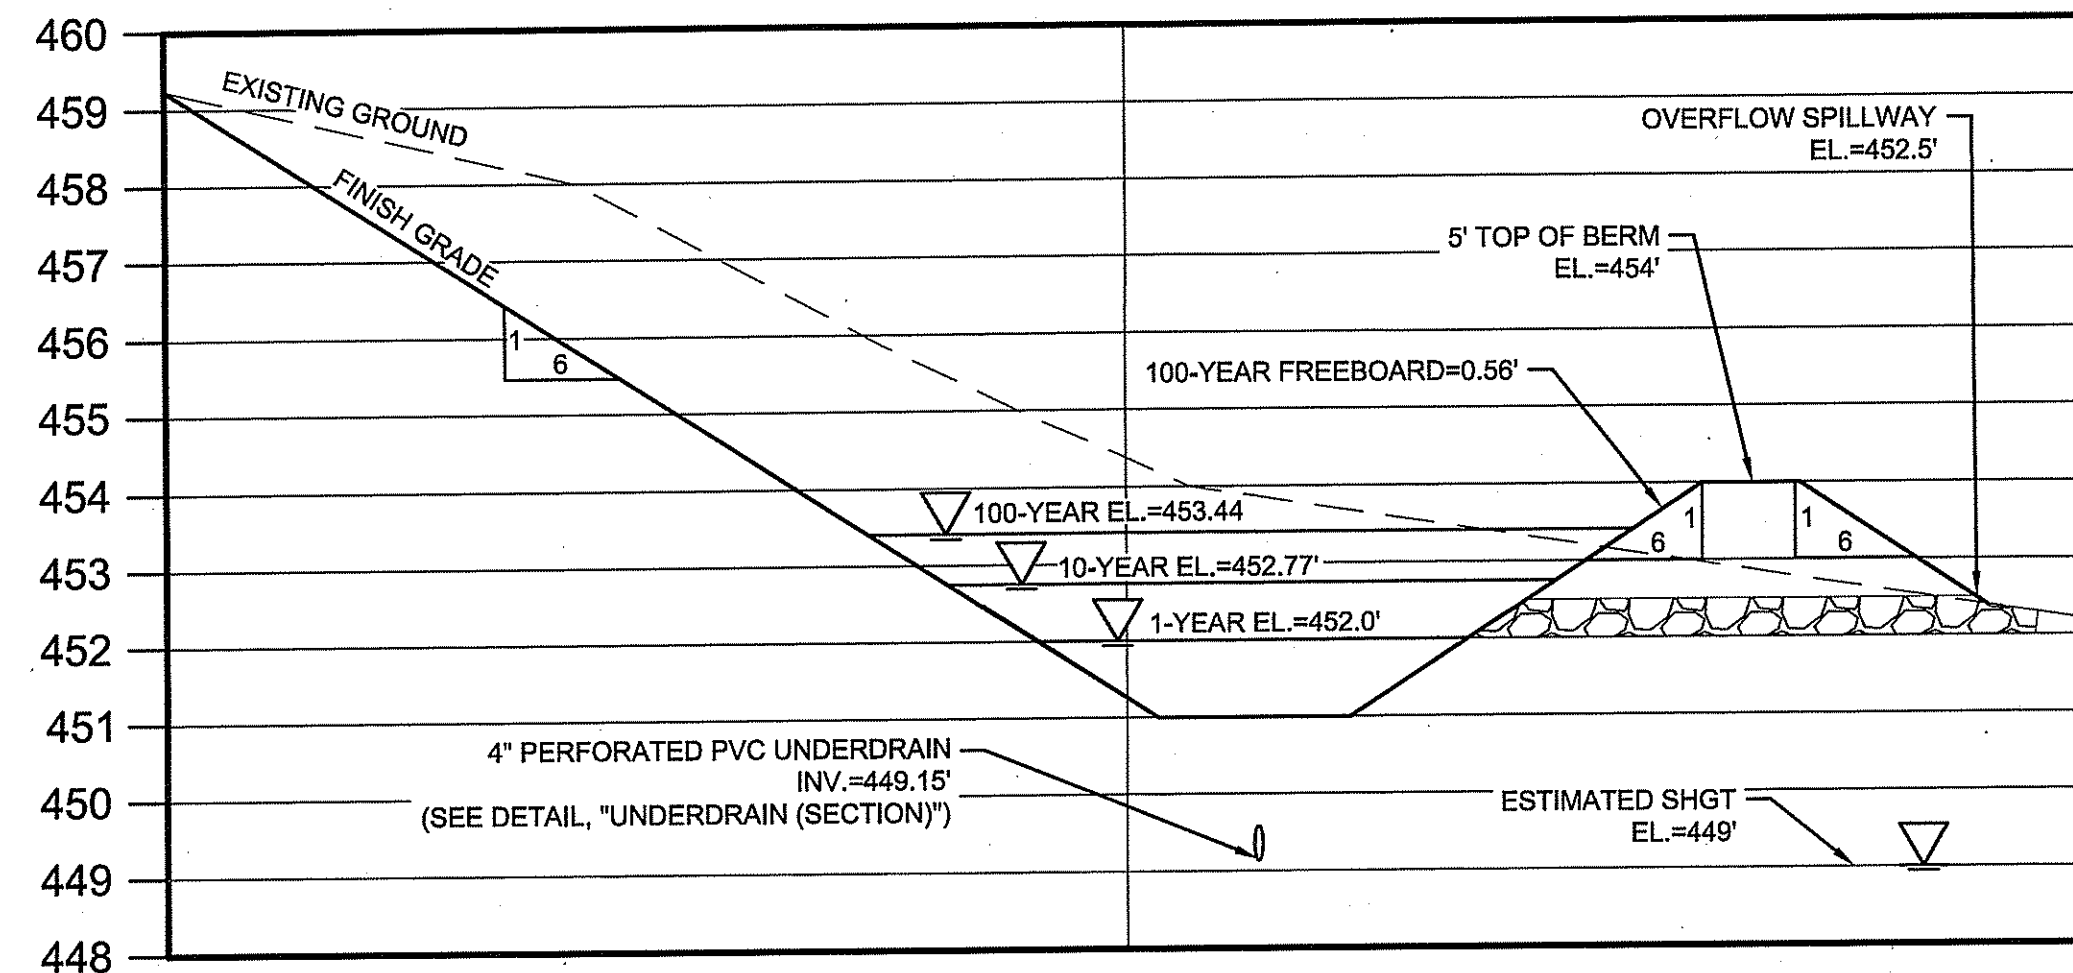 460
459
458
457
456
455
454
453
452
451
450
449
448
EXISTING GROUND
FINISH GRADE
1
6
OVERFLOW SPILLWAY
EL.=452.5'
5' TOP OF BERM
EL.=454'
100-YEAR FREEBOARD=0.56'
100-YEAR EL.=453.44
10-YEAR EL.=452.77'
1-YEAR EL.=452.0'
1
6
1
6
4" PERFORATED PVC UNDERDRAIN
INV.=449.15'
(SEE DETAIL, "UNDERDRAIN (SECTION)")
ESTIMATED SHGT
EL.=449'